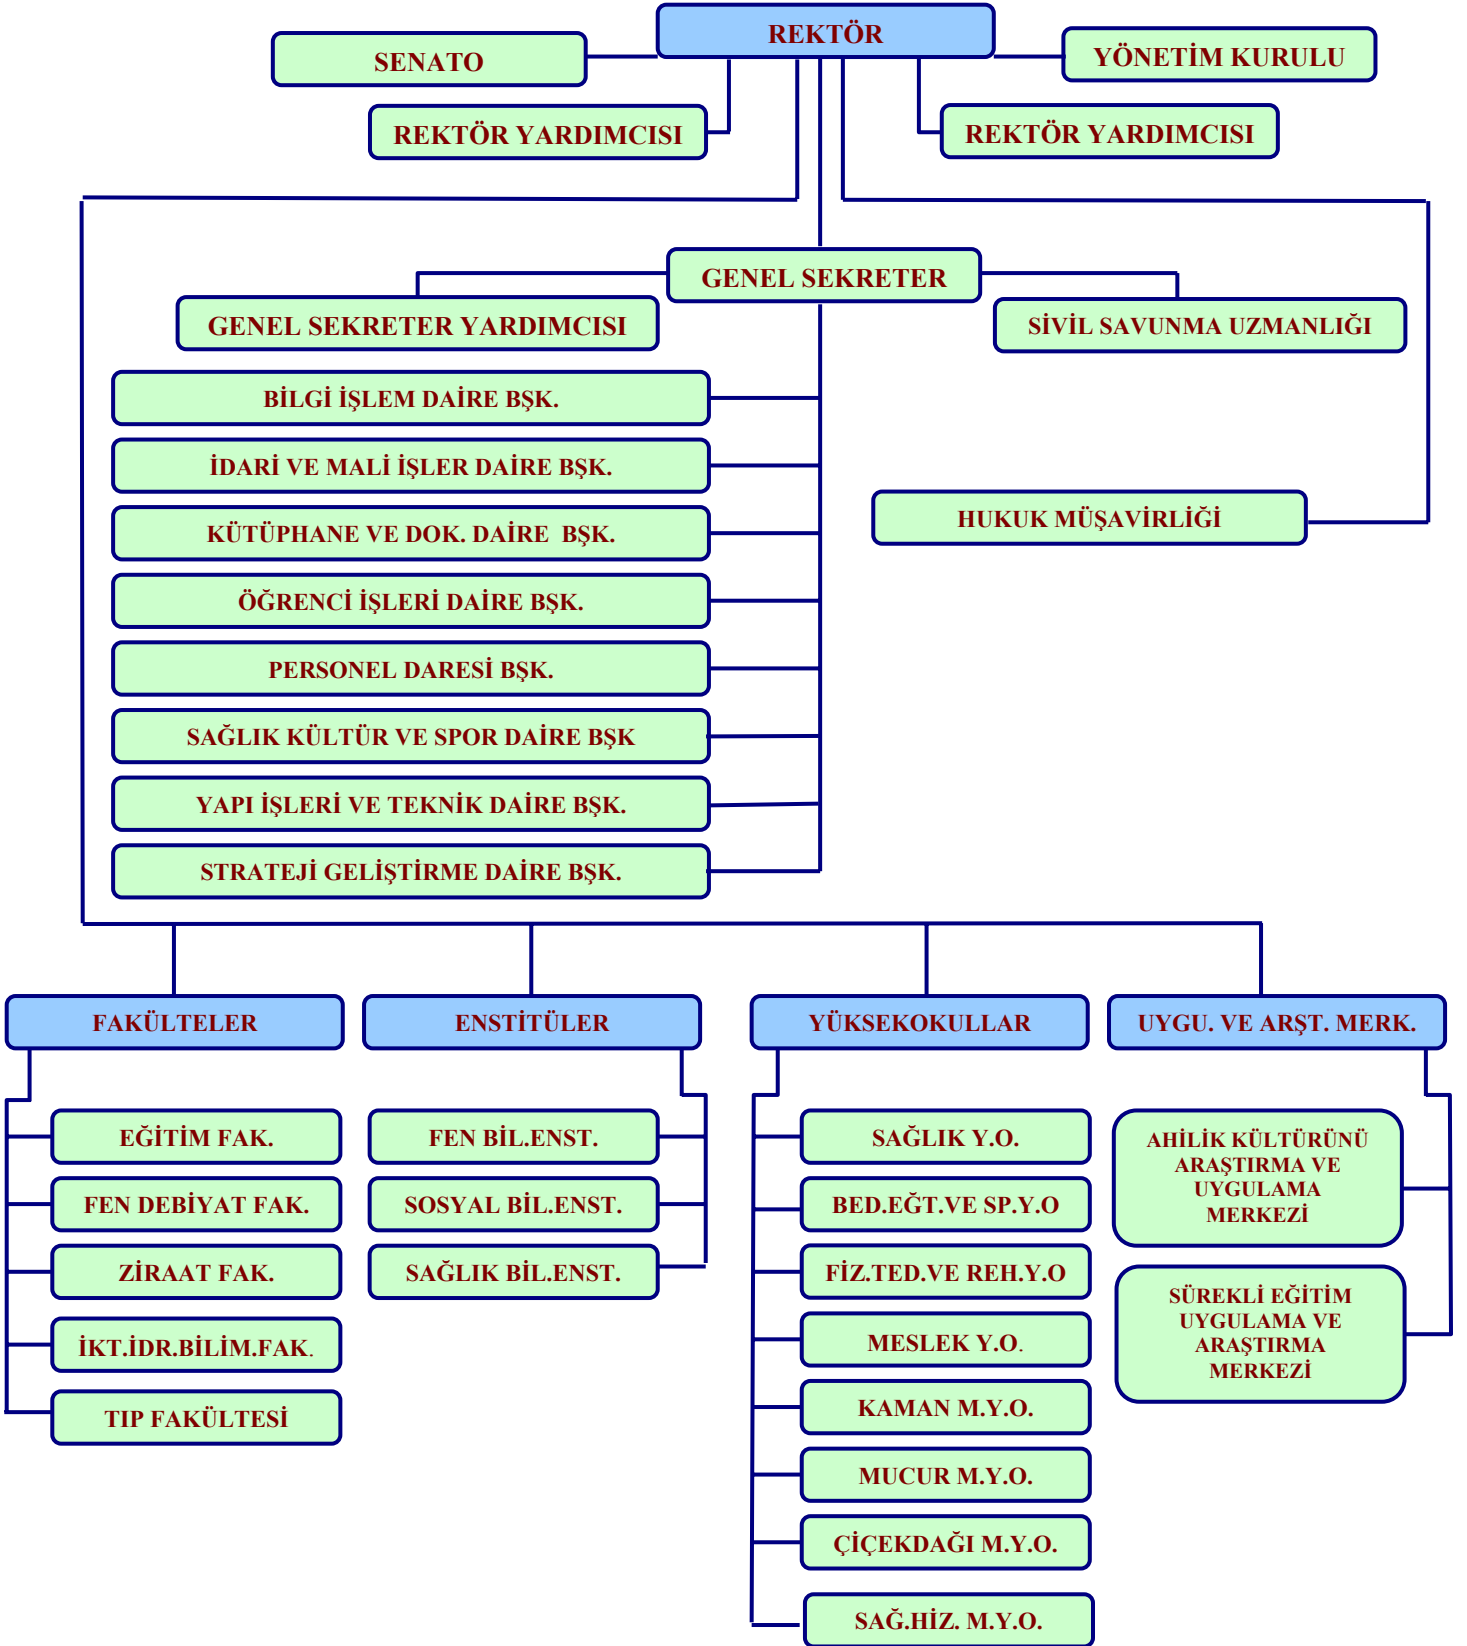 REKTÖR
SENATO
YÖNETİM KURULU
REKTÖR YARDIMCISI
REKTÖR YARDIMCISI
GENEL SEKRETER
GENEL SEKRETER YARDIMCISI
SİVİL SAVUNMA UZMANLIĞI
BİLGİ İŞLEM DAİRE BŞK.
İDARİ VE MALİ İŞLER DAİRE BŞK.
KÜTÜPHANE VE DOK. DAİRE BŞK.
HUKUK MÜŞAVİRLİĞİ
ÖĞRENCİ İŞLERİ DAİRE BŞK.
PERSONEL DARESİ BŞK.
SAĞLIK KÜLTÜR VE SPOR DAİRE BŞK
YAPI İŞLERİ VE TEKNİK DAİRE BŞK.
STRATEJİ GELİŞTİRME DAİRE BŞK.
FAKÜLTELER
EĞİTİM FAK.
FEN DEBİYAT FAK.
ZİRAAT FAK.
İKT.İDR.BİLİM.FAK.
TIP FAKÜLTESİ
ENSTİTÜLER
FEN BİL.ENST.
SOSYAL BİL.ENST.
SAĞLIK BİL.ENST.
YÜKSEKOKULLAR
SAĞLIK Y.O.
BED.EĞT.VE SP.Y.O
FİZ.TED.VE REH.Y.O
MESLEK Y.O.
KAMAN M.Y.O.
MUCUR M.Y.O.
ÇİÇEKDAĞI M.Y.O.
SAĞ.HİZ. M.Y.O.
UYGU. VE ARŞT. MERK.
AHİLİK KÜLTÜRÜNÜ
ARAŞTIRMA VE
UYGULAMA
MERKEZİ
SÜREKLİ EĞİTİM
UYGULAMA VE
ARAŞTIRMA
MERKEZİ